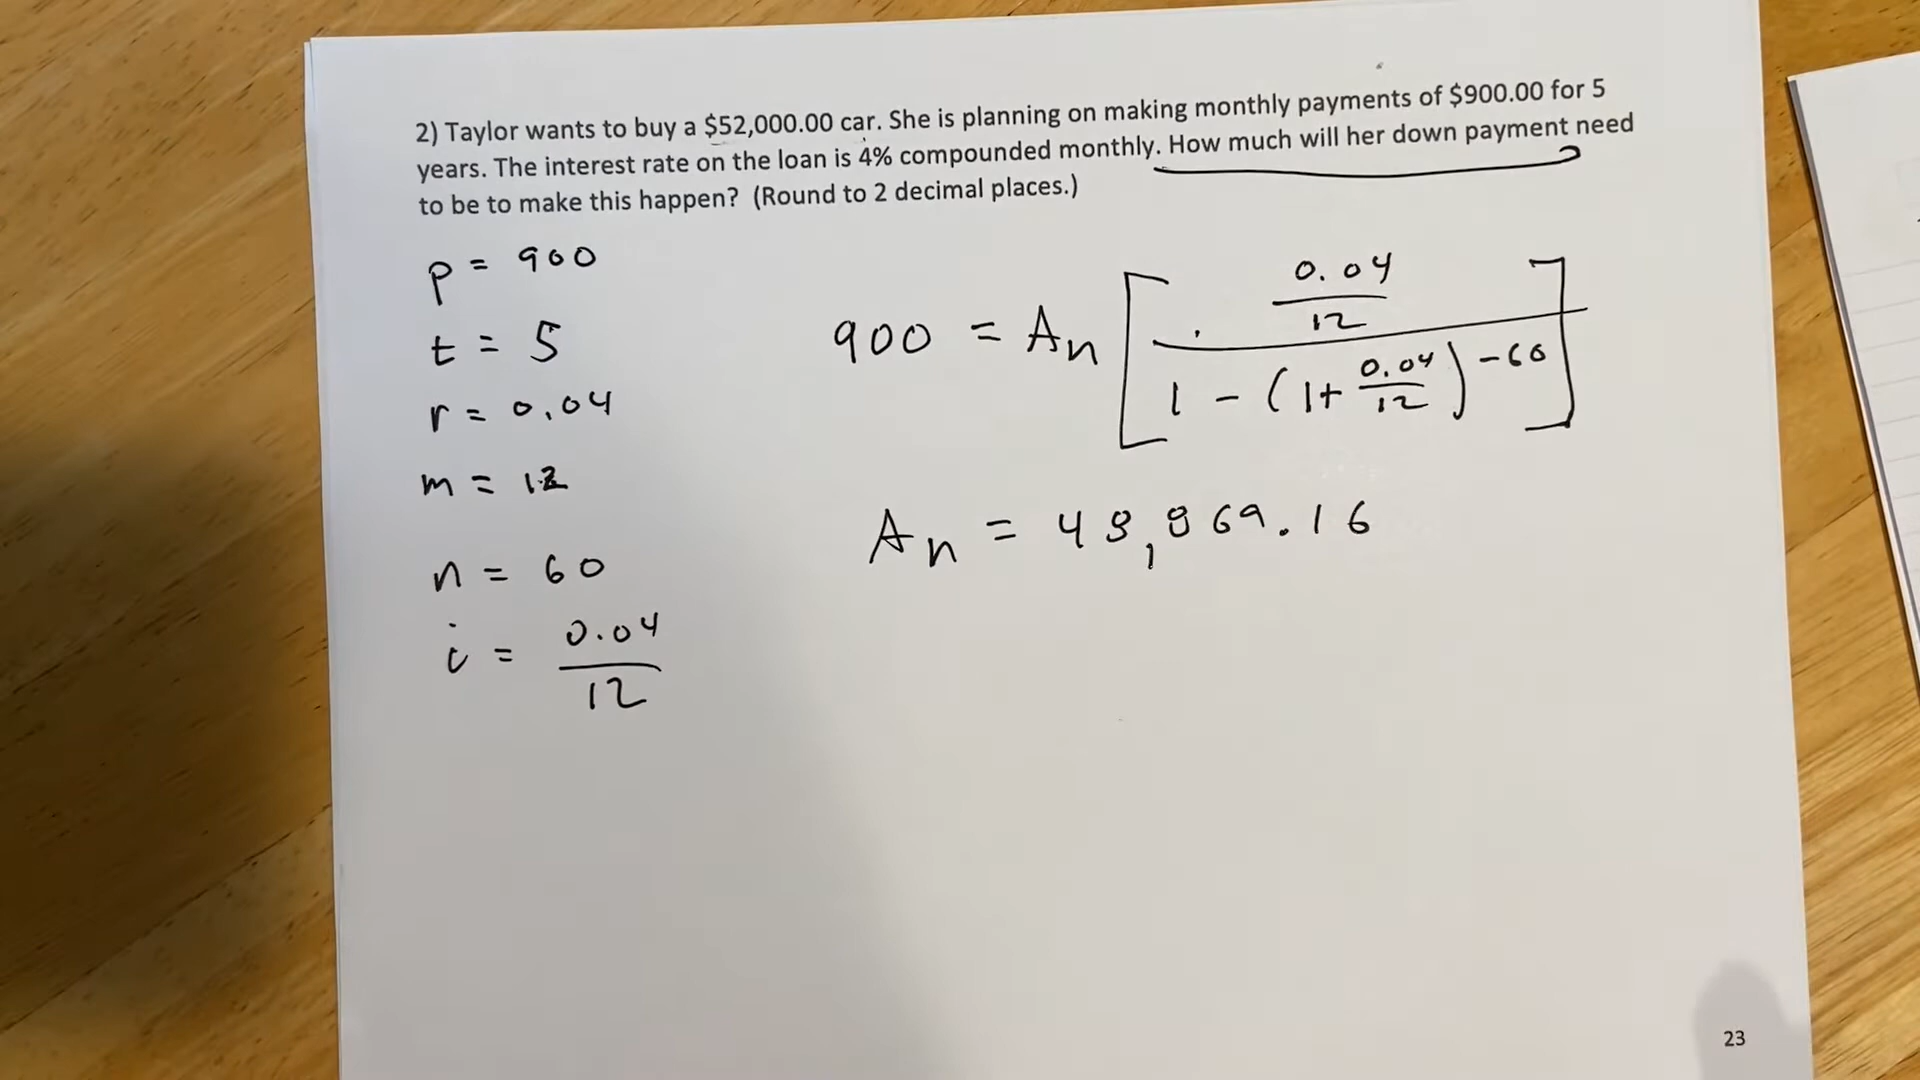 2) Taylor wants to buy a $52,000.00 car. She is planning on making monthly payments of $900.00 for 5
years. The interest rate on the loan is 4% compounded monthly. How much will her down payment need
to be to make this happen? (Round to 2 decimal places.)
p = 900
t = 5
r = 0.04
m = 12
n = 60
i = 0.04
12
900 = An [ 0.04
12
1 - (1+ 0.04
12 ) -60 ]
An = 48,869.16
23